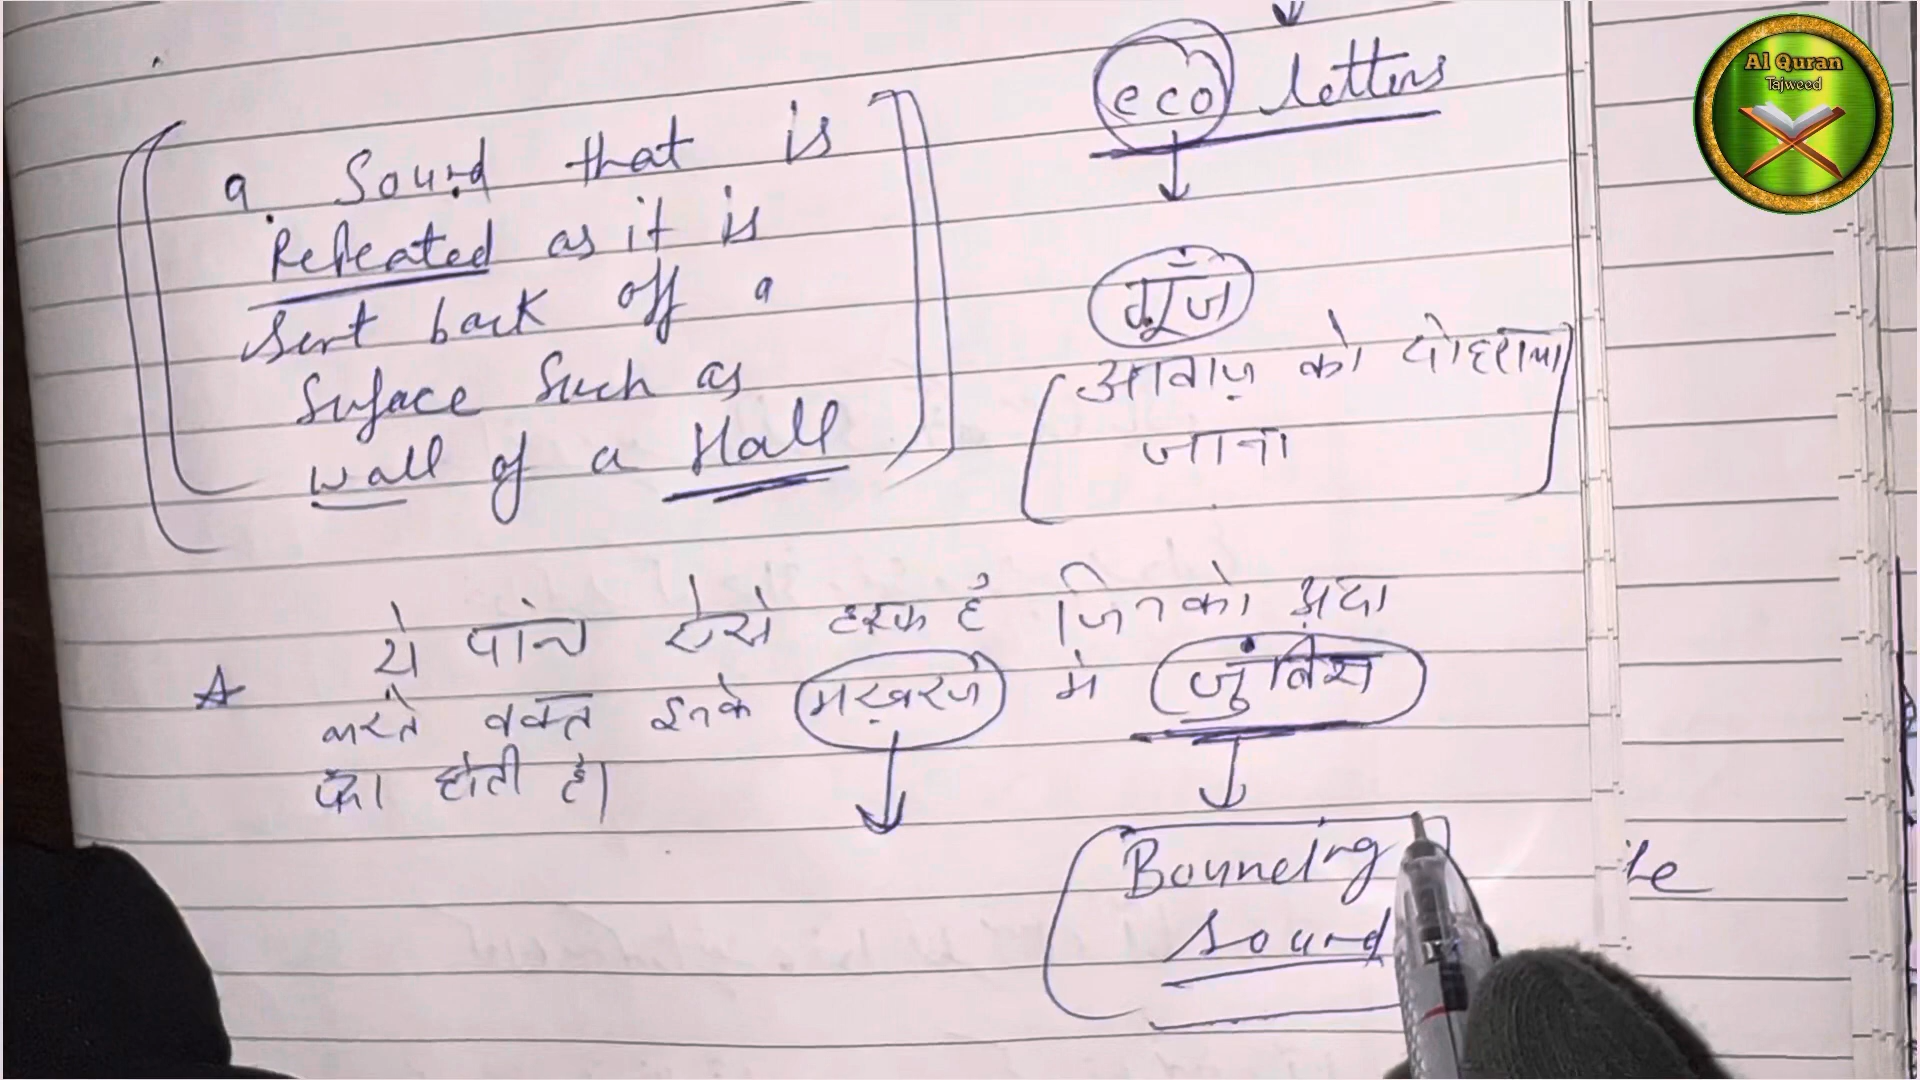 Al Quran
Tajweed
eco letters
a sound that is
Repeated as it is
Sent back off a
Suface such as
wall of a Hall
गूंज
आवाज़ को दोहराया
जाना
ये पांच ऐसे हरूफ हैं जिनको अदा
करते वक्त इनके मख़रज में जुंबिश
पैदा होती है।
Bouncing
sound